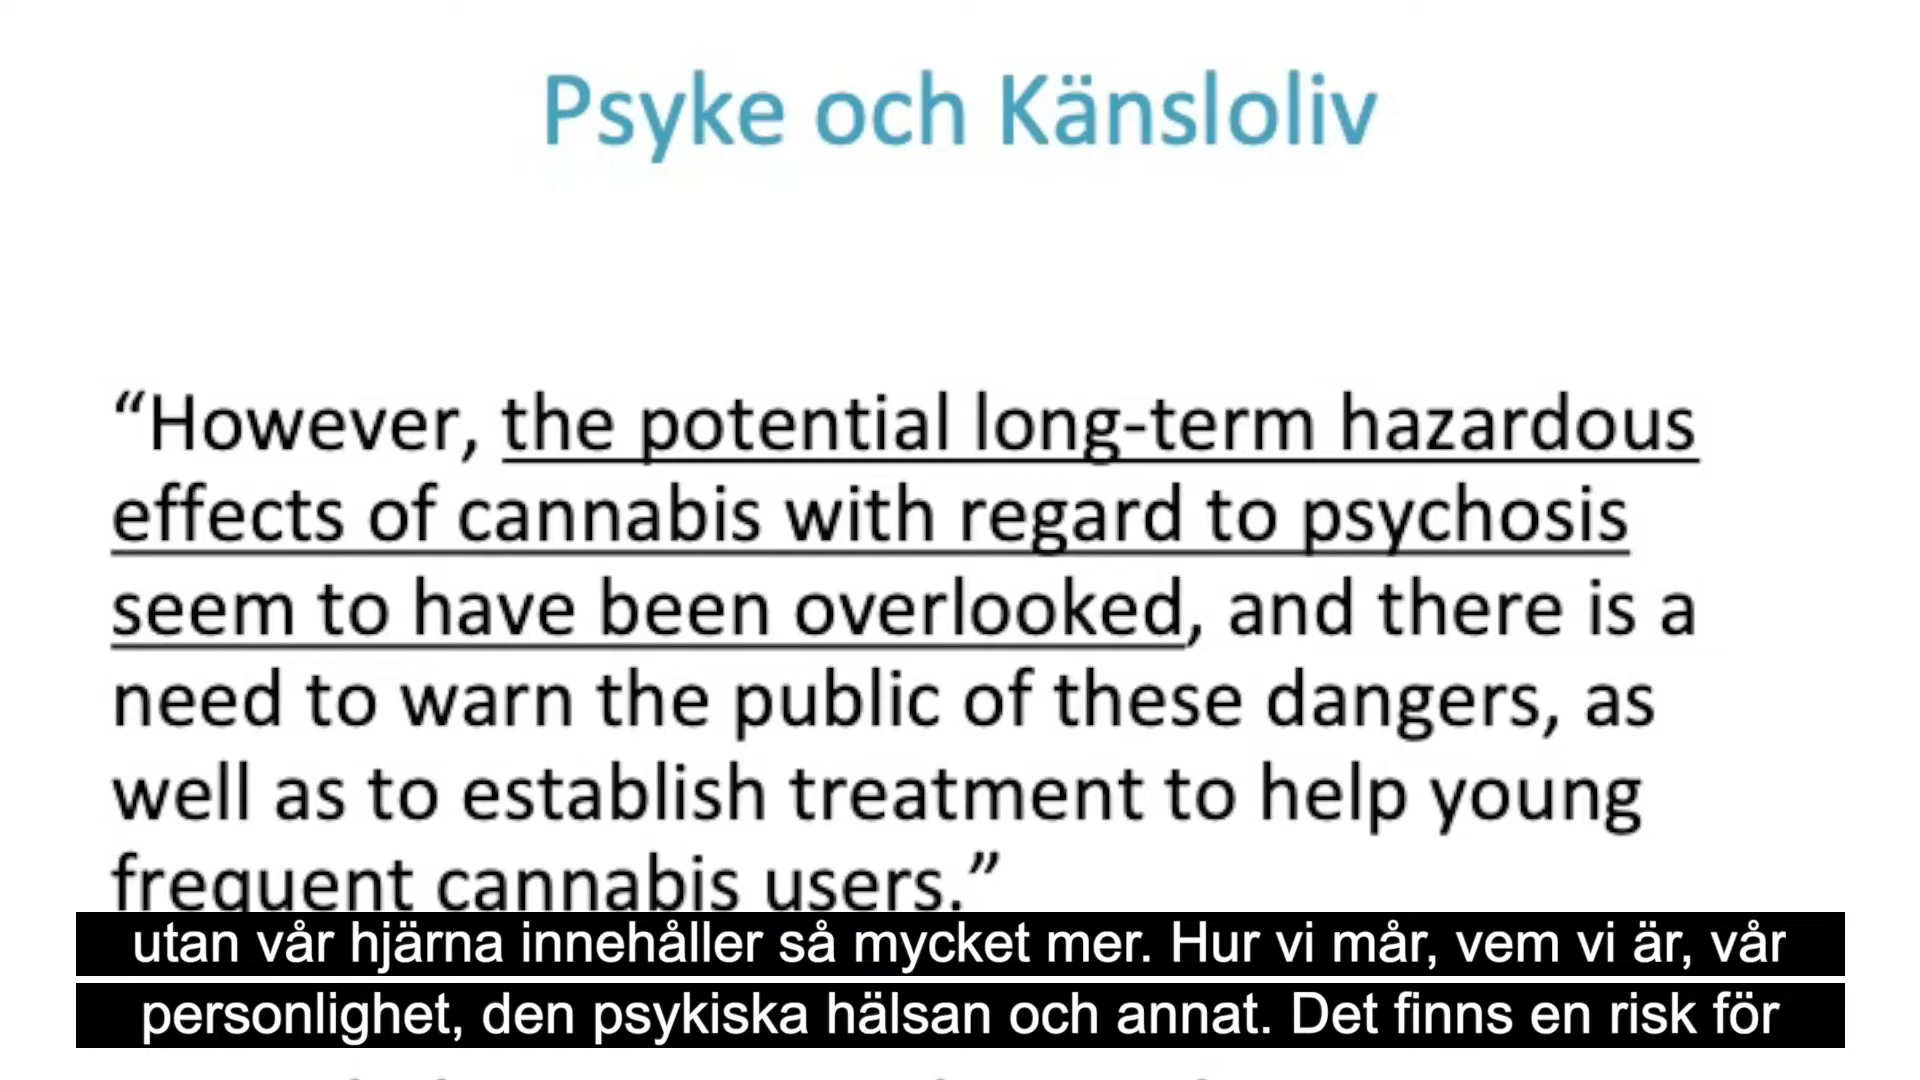 Psyke och Känsloliv
“However, the potential long-term hazardous
effects of cannabis with regard to psychosis
seem to have been overlooked, and there is a
need to warn the public of these dangers, as
well as to establish treatment to help young
frequent cannabis users.”
utan vår hjärna innehåller så mycket mer. Hur vi mår, vem vi är, vår
personlighet, den psykiska hälsan och annat. Det finns en risk för